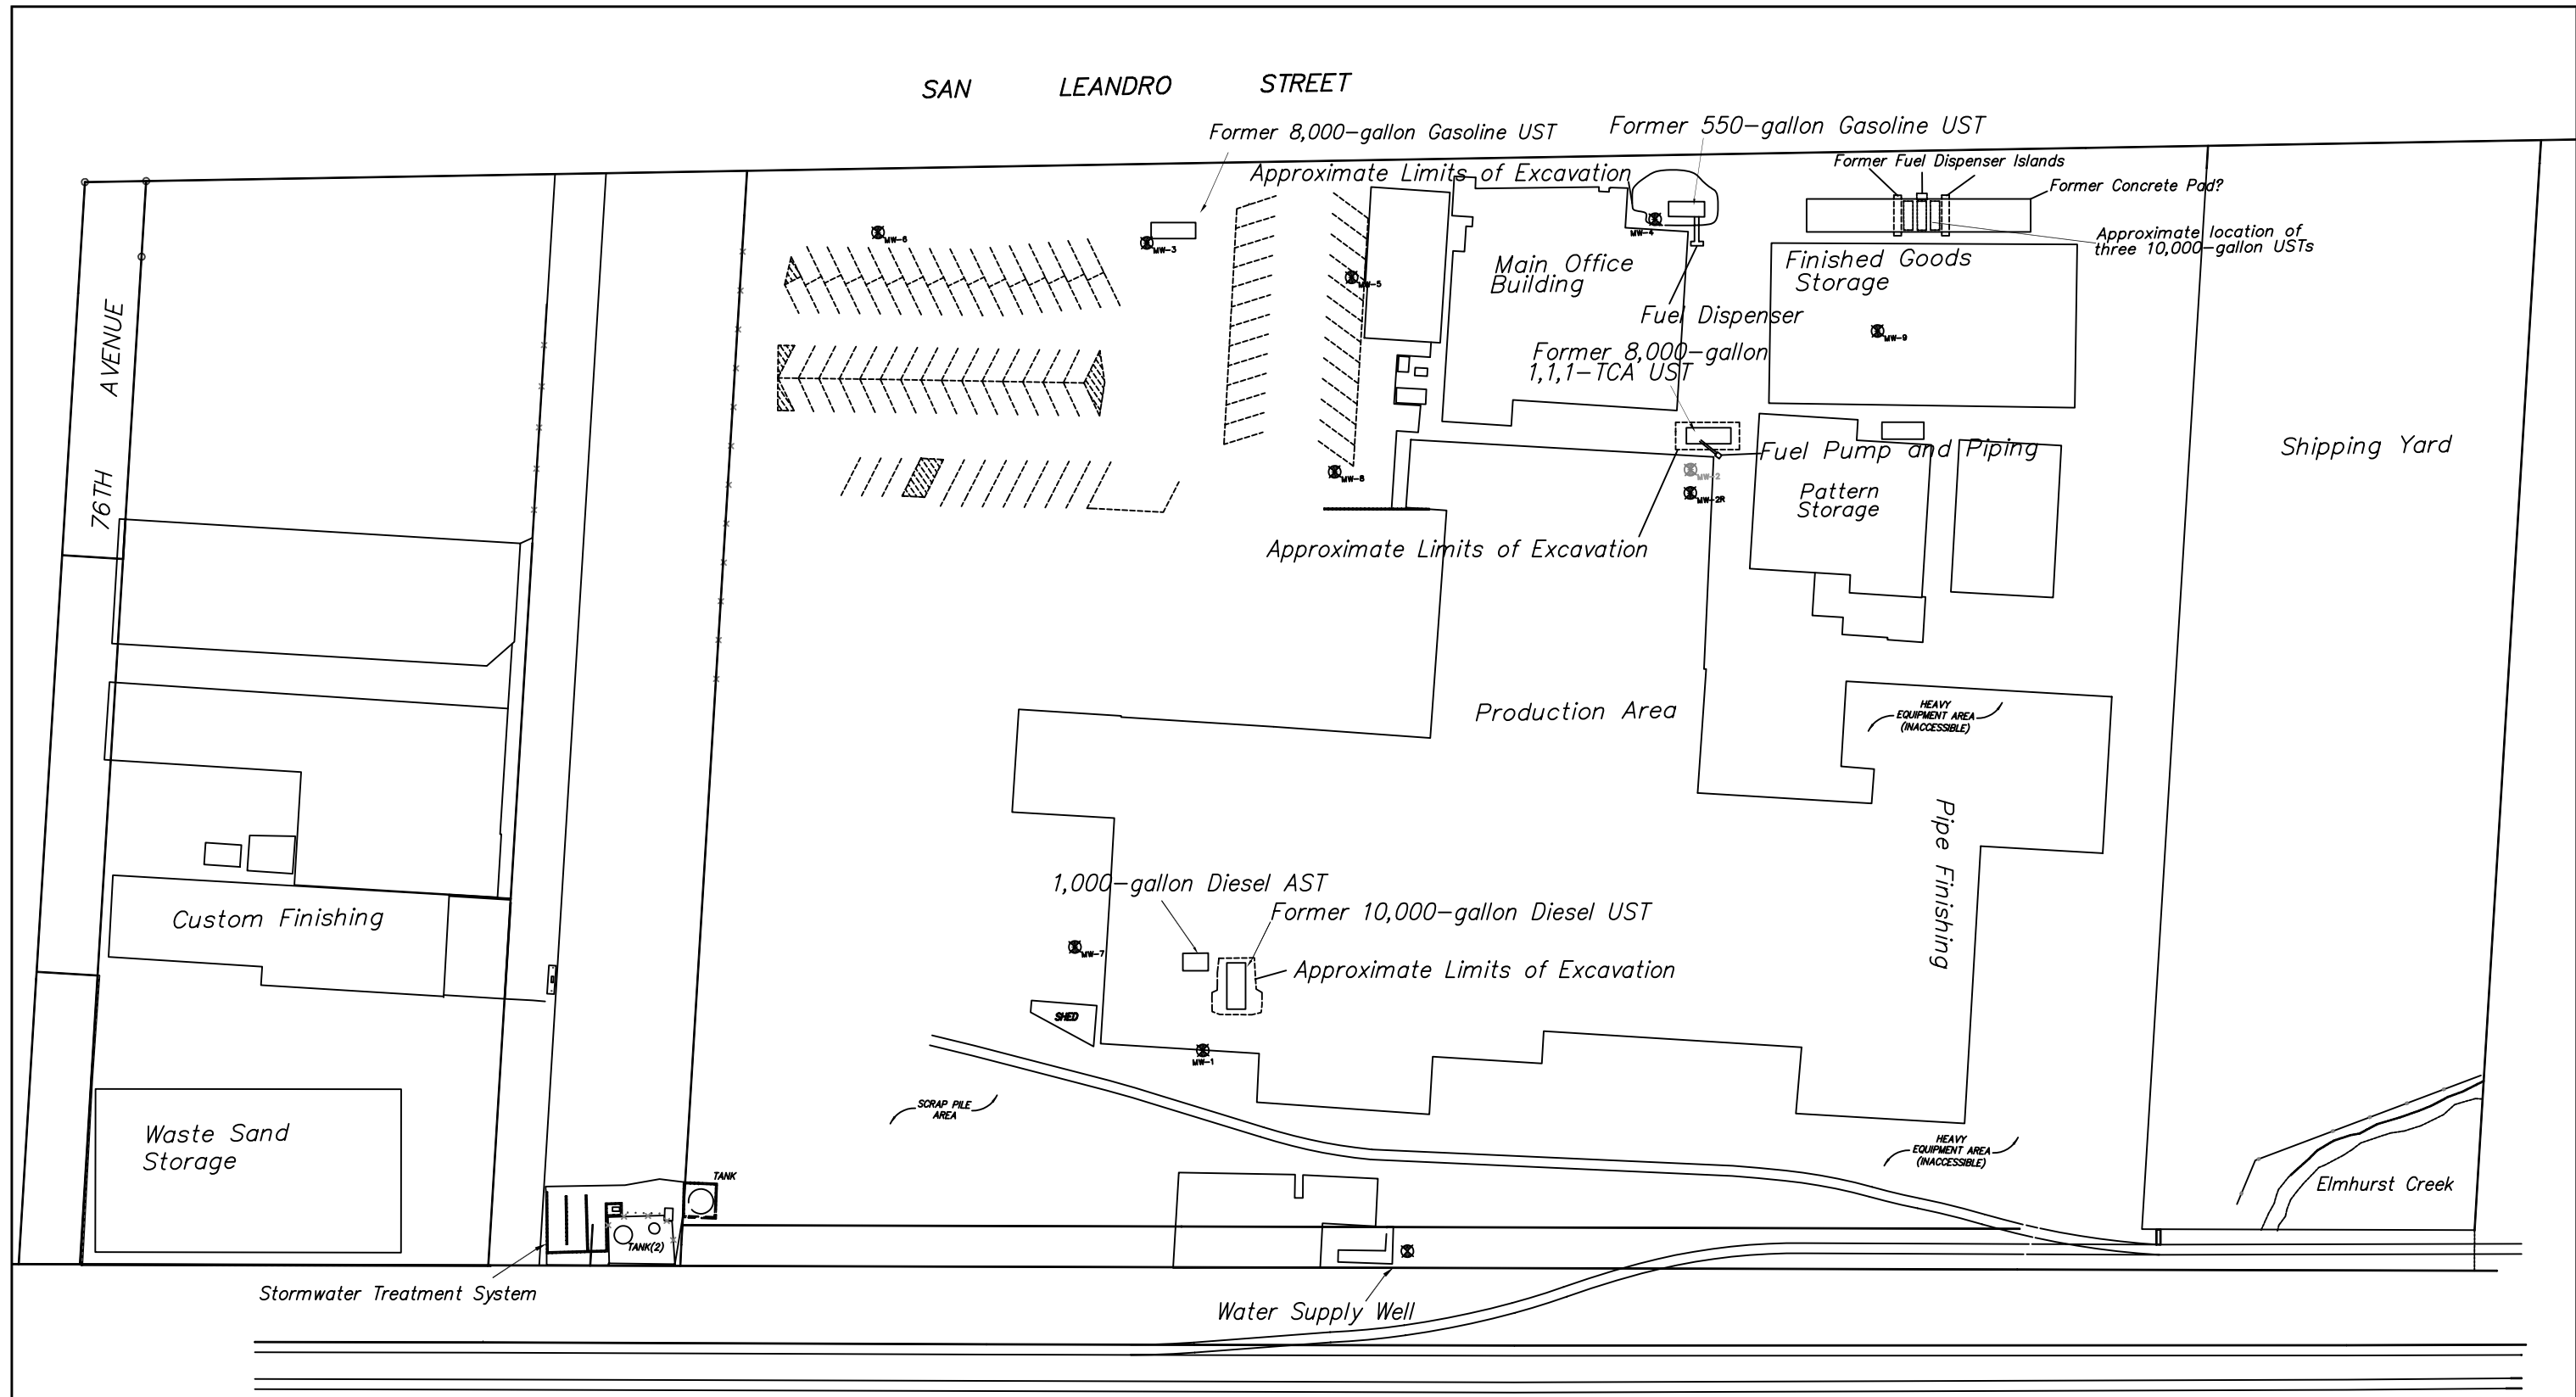 SAN LEANDRO STREET
Former 8,000-gallon Gasoline UST
Former 550-gallon Gasoline UST
Approximate Limits of Excavation
Former Fuel Dispenser Islands
Former Concrete Pad?
Approximate location of
three 10,000-gallon USTs
MW-6
MW-3
MW-4
MW-5
Main Office
Building
Finished Goods
Storage
Fuel Dispenser
MW-9
Former 8,000-gallon
1,1,1-TCA UST
76TH AVENUE
Fuel Pump and Piping
Shipping Yard
MW-8
MW-2
MW-2R
Pattern
Storage
Approximate Limits of Excavation
Production Area
HEAVY
EQUIPMENT AREA
(INACCESSIBLE)
Pipe Finishing
1,000-gallon Diesel AST
Former 10,000-gallon Diesel UST
Custom Finishing
MW-7
Approximate Limits of Excavation
SHED
MW-1
SCRAP PILE
AREA
Waste Sand
Storage
HEAVY
EQUIPMENT AREA
(INACCESSIBLE)
TANK
Elmhurst Creek
TANK(2)
Stormwater Treatment System
Water Supply Well